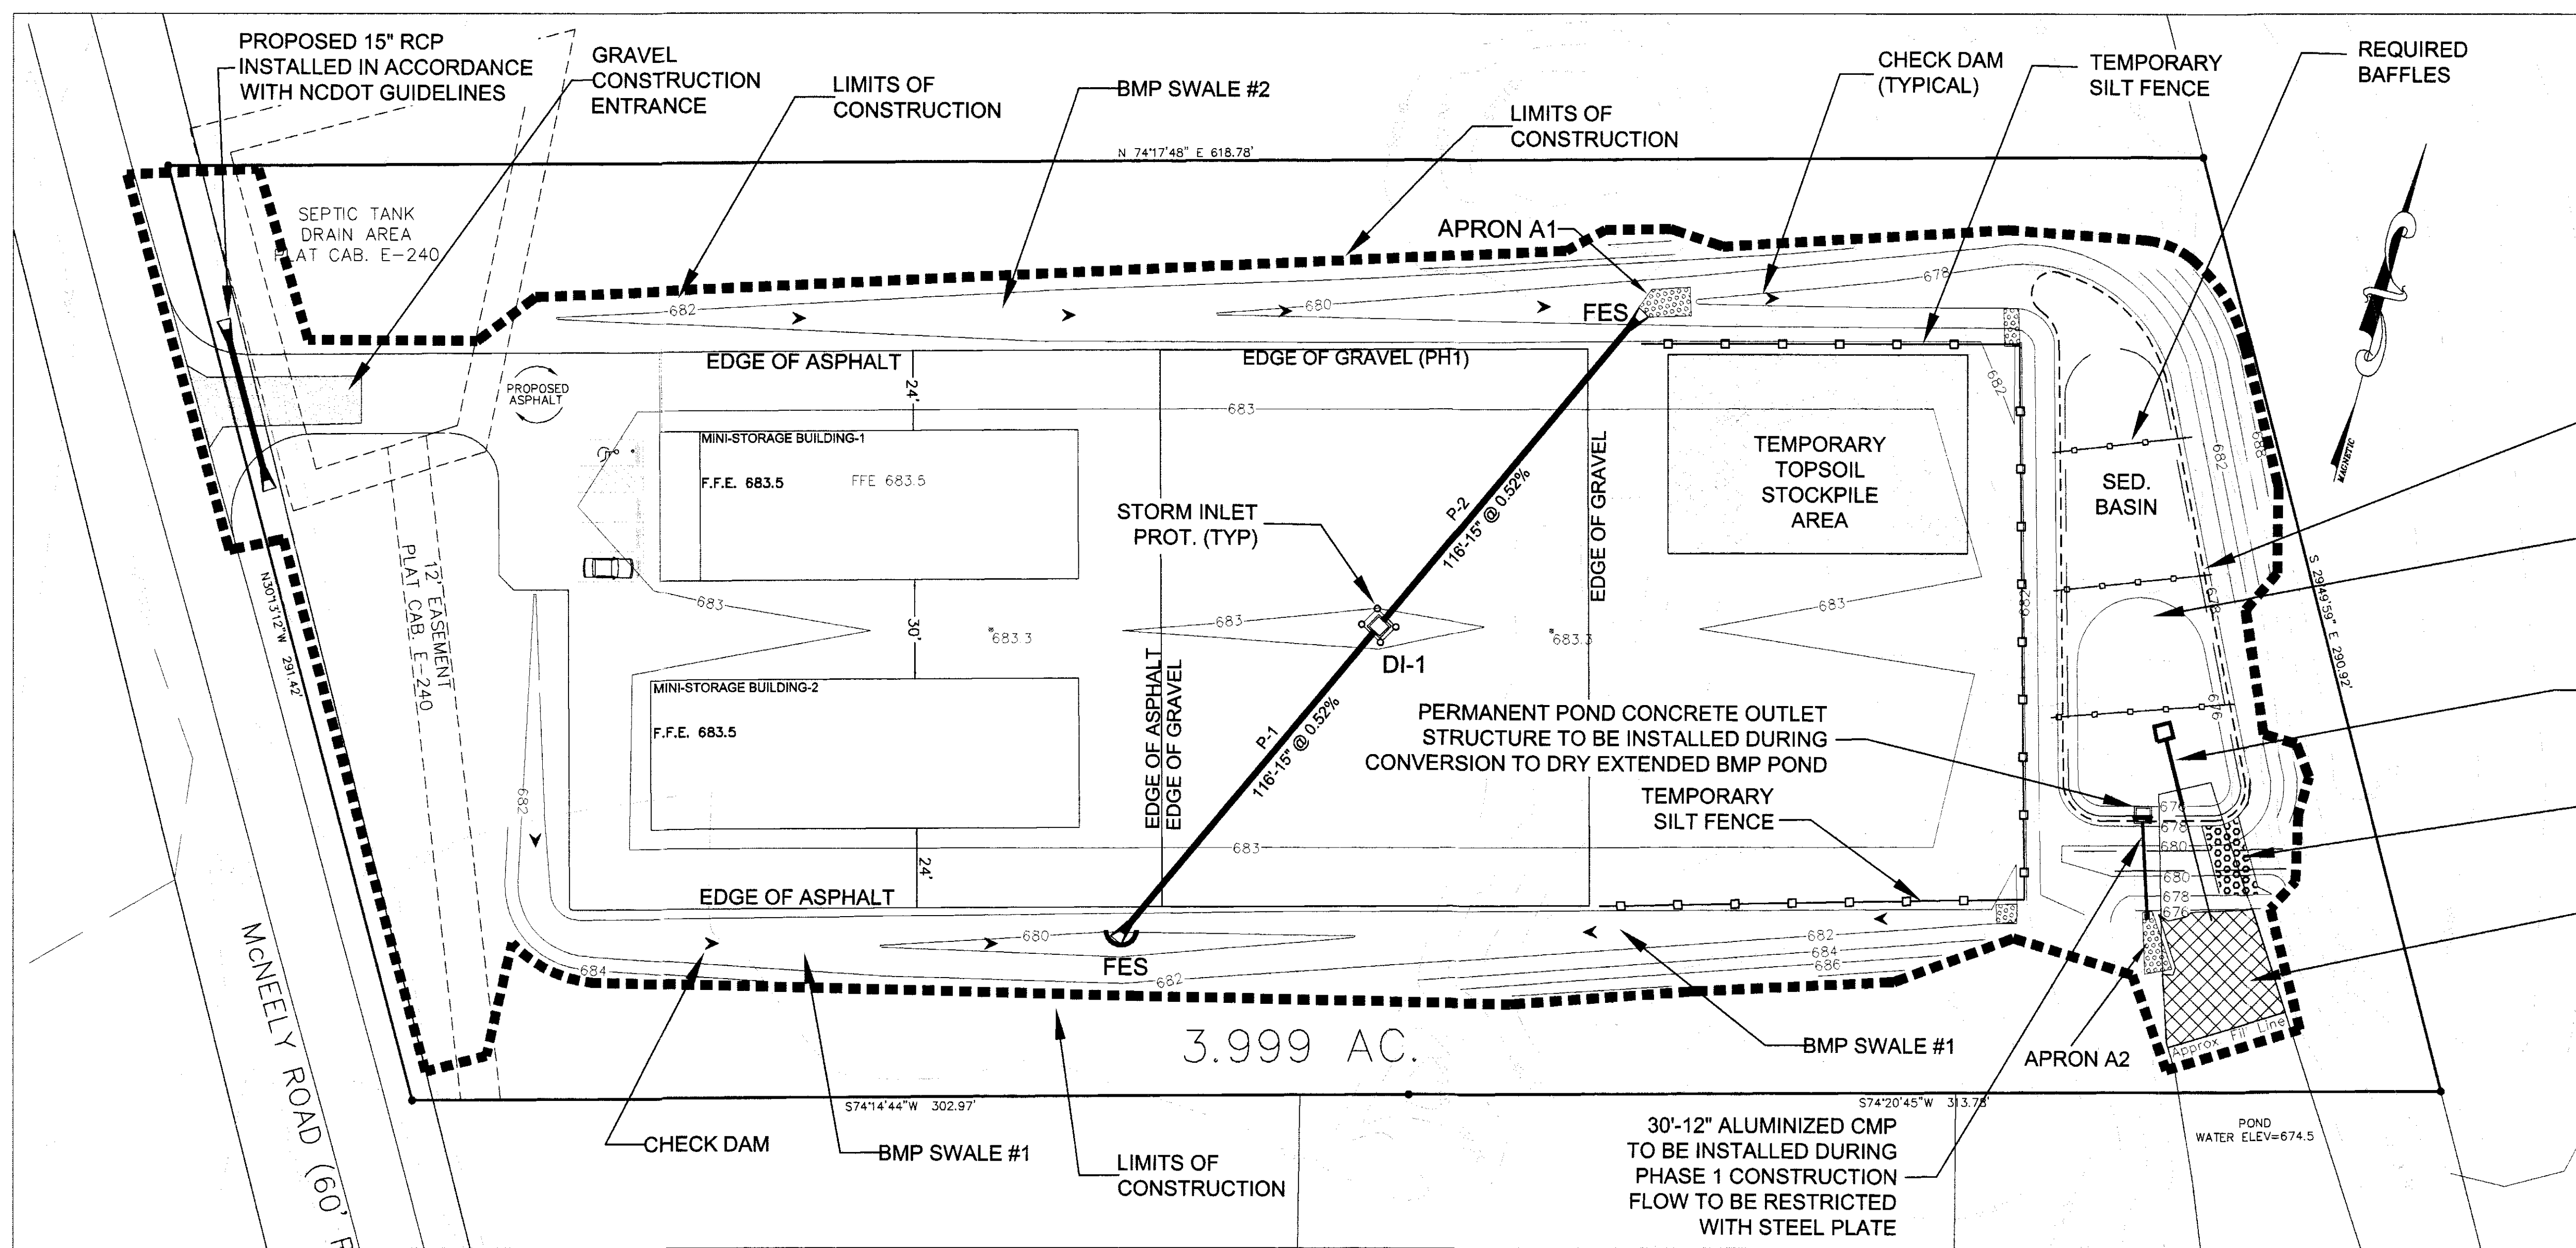 PROPOSED 15" RCP
INSTALLED IN ACCORDANCE
WITH NCDOT GUIDELINES
GRAVEL
CONSTRUCTION
ENTRANCE
LIMITS OF
CONSTRUCTION
BMP SWALE #2
LIMITS OF
CONSTRUCTION
CHECK DAM
(TYPICAL)
TEMPORARY
SILT FENCE
REQUIRED
BAFFLES
N 74°17'48" E 618.78'
SEPTIC TANK
DRAIN AREA
PLAT CAB. E-240
APRON A1
FES
682
680
678
EDGE OF ASPHALT
EDGE OF GRAVEL (PH1)
PROPOSED
ASPHALT
24'
683
682
MINI-STORAGE BUILDING-1
F.F.E. 683.5
FFE 683.5
STORM INLET
PROT. (TYP)
P-2
116'-15" @ 0.52%
EDGE OF GRAVEL
TEMPORARY
TOPSOIL
STOCKPILE
AREA
SED.
BASIN
682
688
MAGNETIC
12' EASEMENT
PLAT CAB. E-240
N30°13'12"W 291.42'
S 29°49'59" E 290.92'
683
30'
683.3
683
683.3
683
682
678
DI-1
EDGE OF ASPHALT
EDGE OF GRAVEL
MINI-STORAGE BUILDING-2
F.F.E. 683.5
P-1
116'-15" @ 0.52%
PERMANENT POND CONCRETE OUTLET
STRUCTURE TO BE INSTALLED DURING
CONVERSION TO DRY EXTENDED BMP POND
676
TEMPORARY
SILT FENCE
682
683
24'
676
678
680
680
678
676
EDGE OF ASPHALT
680
682
684
686
684
682
FES
McNEELY ROAD (60'
3.999 AC.
BMP SWALE #1
APRON A2
Approx Fill Line
S74°14'44"W 302.97'
S74°20'45"W 313.78'
CHECK DAM
BMP SWALE #1
LIMITS OF
CONSTRUCTION
30'-12" ALUMINIZED CMP
TO BE INSTALLED DURING
PHASE 1 CONSTRUCTION
FLOW TO BE RESTRICTED
WITH STEEL PLATE
POND
WATER ELEV=674.5